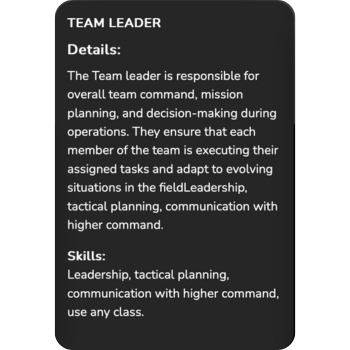 TEAM LEADER
Details:
The Team leader is responsible for
overall team command, mission
planning, and decision-making during
operations. They ensure that each
member of the team is executing their
assigned tasks and adapt to evolving
situations in the fieldLeadership,
tactical planning, communication with
higher command.
Skills:
Leadership, tactical planning,
communication with higher command,
use any class.